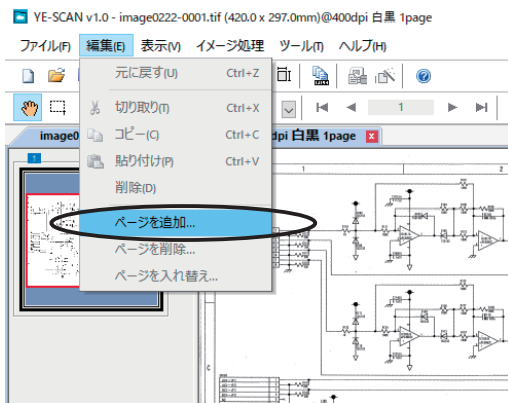 YE-SCAN v1.0 - image0222-0001.tif (420.0 x 297.0mm)@400dpi 白黒 1page
ファイル(F) 編集(E) 表示(V) イメージ処理 ツール(T) ヘルプ(H)
元に戻す(U) Ctrl+Z
切り取り(T) Ctrl+X
1
image0 dpi 白黒 1page
コピー(C) Ctrl+C
貼り付け(P) Ctrl+V
1
1 2
削除(D)
ページを追加...
ページを削除...
ページを入れ替え...
C